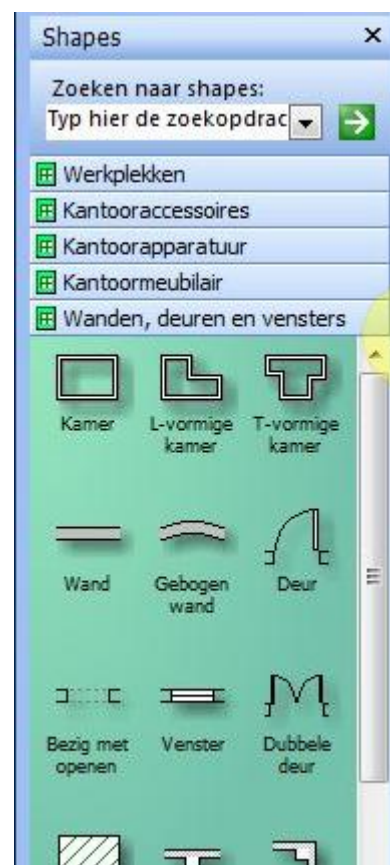 Shapes
Zoeken naar shapes:
Typ hier de zoekopdrac
Werkplekken
Kantooraccessoires
Kantoorapparatuur
Kantoormeubilair
Wanden, deuren en vensters
Kamer
L-vormige
kamer
T-vormige
kamer
Wand
Gebogen
wand
Deur
Bezig met
openen
Venster
Dubbele
deur